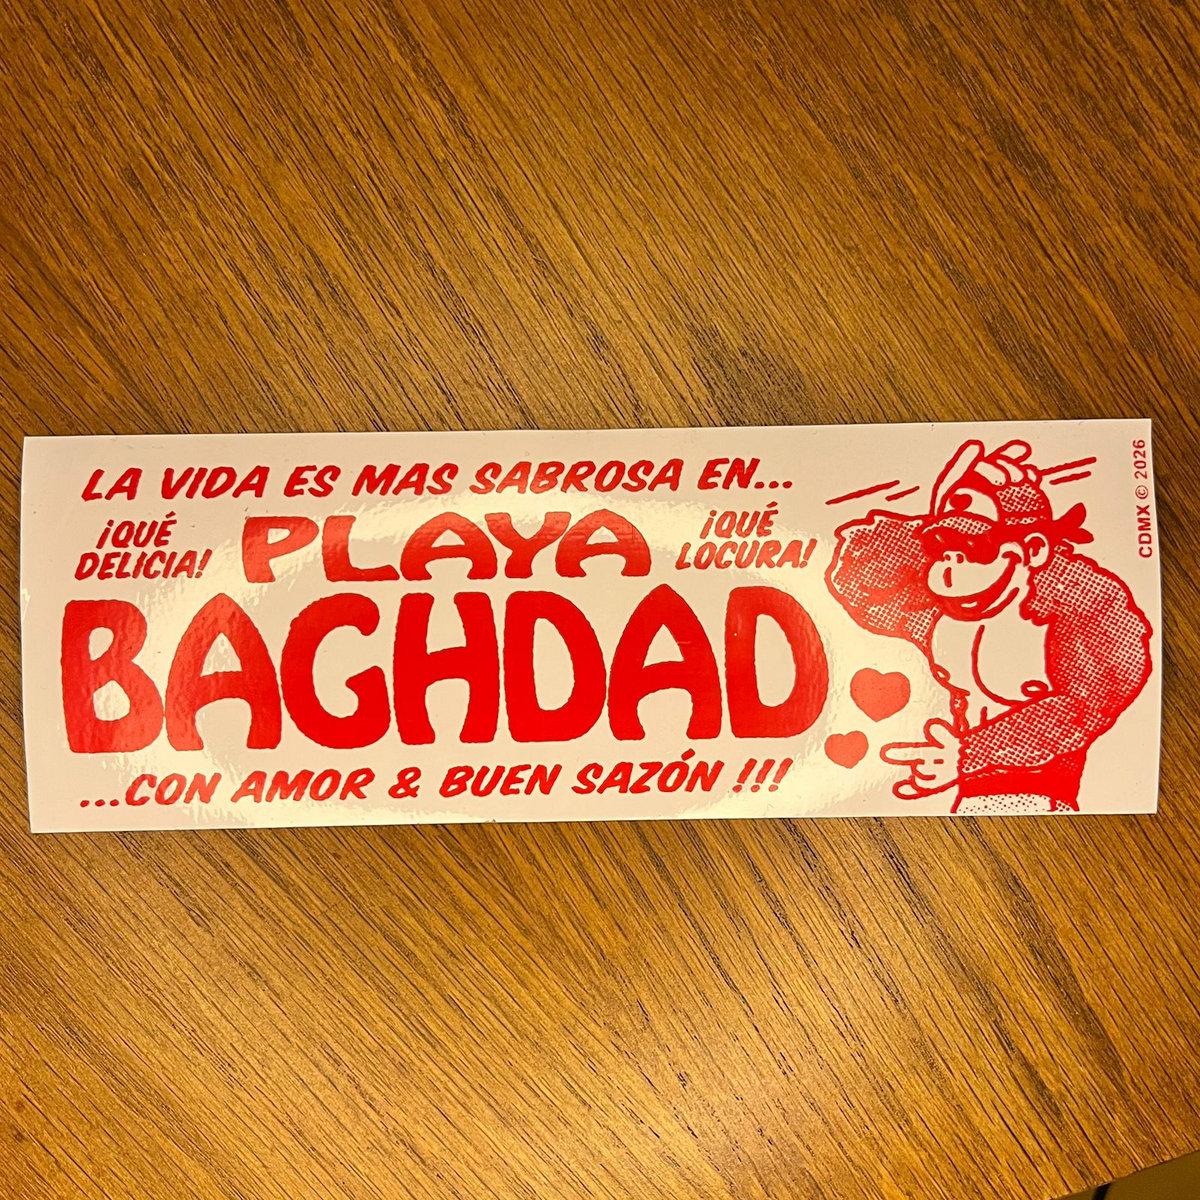 LA VIDA ES MAS SABROSA EN...
¡QUÉ
DELICIA!
PLAYA
¡QUÉ
LOCURA!
BAGHDAD
...CON AMOR & BUEN SAZÓN !!!
CDMX © 2026